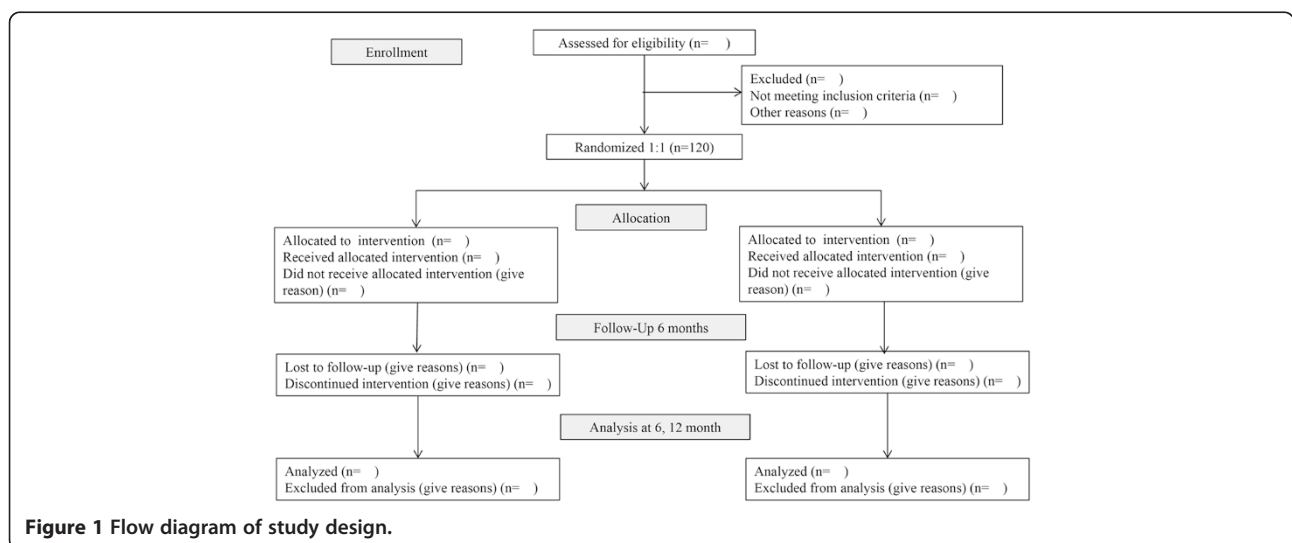 Assessed for eligibility (n=    )
Enrollment
Excluded (n=    )
Not meeting inclusion criteria (n=    )
Other reasons (n=    )
Randomized 1:1 (n=120)
Allocation
Allocated to intervention (n=    )
Received allocated intervention (n=    )
Did not receive allocated intervention (give
reason) (n=    )
Allocated to intervention (n=    )
Received allocated intervention (n=    )
Did not receive allocated intervention (give
reason) (n=    )
Follow-Up 6 months
Lost to follow-up (give reasons) (n=    )
Discontinued intervention (give reasons) (n=    )
Lost to follow-up (give reasons) (n=    )
Discontinued intervention (give reasons) (n=    )
Analysis at 6, 12 month
Analyzed (n=    )
Excluded from analysis (give reasons) (n=    )
Analyzed (n=    )
Excluded from analysis (give reasons) (n=    )
Figure 1 Flow diagram of study design.